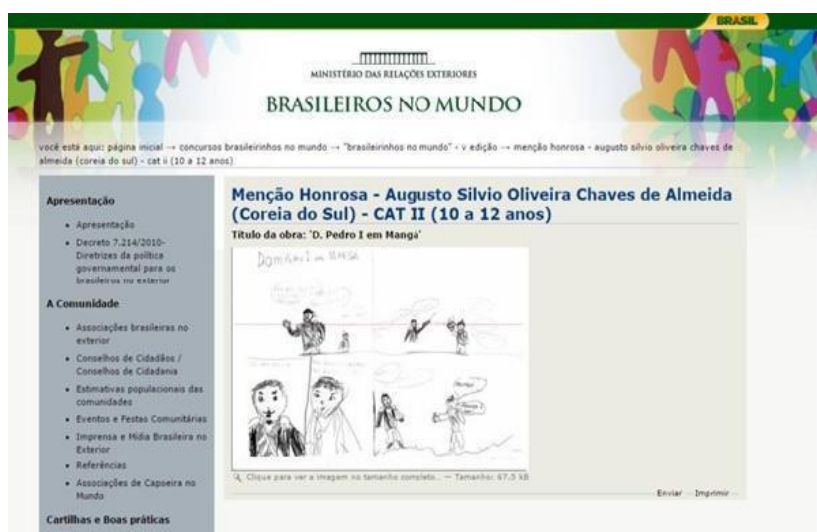 BRASIL
MINISTÉRIO DAS RELAÇÕES EXTERIORES
BRASILEIROS NO MUNDO
você está aqui: página inicial → concursos brasileirinhos no mundo → "brasileirinhos no mundo" - v edição → menção honrosa - augusto silvio oliveira chaves de
almeida (coreia do sul) - cat ii (10 a 12 anos)
Apresentação
Apresentação
Decreto 7.214/2010-
Diretrizes da política
governamental para os
brasileiros no exterior
A Comunidade
Associações brasileiras no
exterior
Conselhos de Cidadãos /
Conselhos de Cidadania
Estimativas populacionais das
comunidades
Eventos e Festas Comunitárias
Imprensa e Mídia Brasileira no
Exterior
Referências
Associações de Capoeira no
Mundo
Cartilhas e Boas práticas
Menção Honrosa - Augusto Silvio Oliveira Chaves de Almeida
(Coreia do Sul) - CAT II (10 a 12 anos)
Título da obra: 'D. Pedro I em Mangá'
Clique para ver a imagem no tamanho completo... — Tamanho: 67.5 kB
Enviar Imprimir